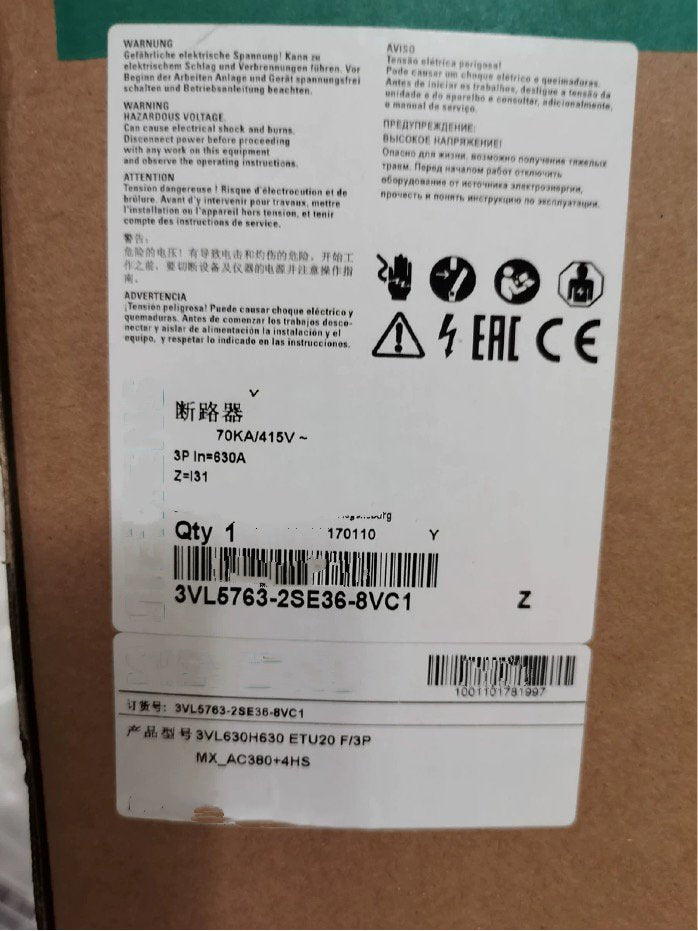 WARNUNG
Gefährliche elektrische Spannung! Kann zu
elektrischem Schlag und Verbrennungen führen. Vor
Beginn der Arbeiten Anlage und Gerät spannungsfrei
schalten und Betriebsanleitung beachten.
WARNING
HAZARDOUS VOLTAGE.
Can cause electrical shock and burns.
Disconnect power before proceeding
with any work on this equipment
and observe the operating instructions.
ATTENTION
Tension dangereuse ! Risque d'électrocution et de
brûlure. Avant d'y intervenir pour travaux, mettre
l'installation ou l'appareil hors tension, et tenir
compte des instructions de service.
警告:
危险的电压! 有导致电击和灼伤的危险。开始工
作之前, 要切断设备及仪器的电源并注意操作指
南。
ADVERTENCIA
¡Tensión peligrosa! Puede causar choque eléctrico y
quemaduras. Antes de comenzar los trabajos desco-
nectar y aislar de alimentación la instalación y el
equipo, y respetar lo indicado en las instrucciones.
AVISO
Tensão elétrica perigosa!
Pode causar um choque elétrico e queimaduras.
Antes de iniciar os trabalhos, desligue a tensão da
unidade e do aparelho e consultar, adicionalmente,
o manual de serviço.
ПРЕДУПРЕЖДЕНИЕ:
ВЫСОКОЕ НАПРЯЖЕНИЕ!
Опасно для жизни, возможно получение тяжелых
травм. Перед началом работ отключить
оборудование от источника электроэнергии,
прочесть и понять инструкцию по эксплуатации.
EAC CE
断路器
70KA/415V ~
3P In=630A
Z=I31
Qty 1
170110 Y
3VL5763-2SE36-8VC1
Z
1001101781997
订货号: 3VL5763-2SE36-8VC1
产品型号 3VL630H630 ETU20 F/3P
MX_AC380+4HS